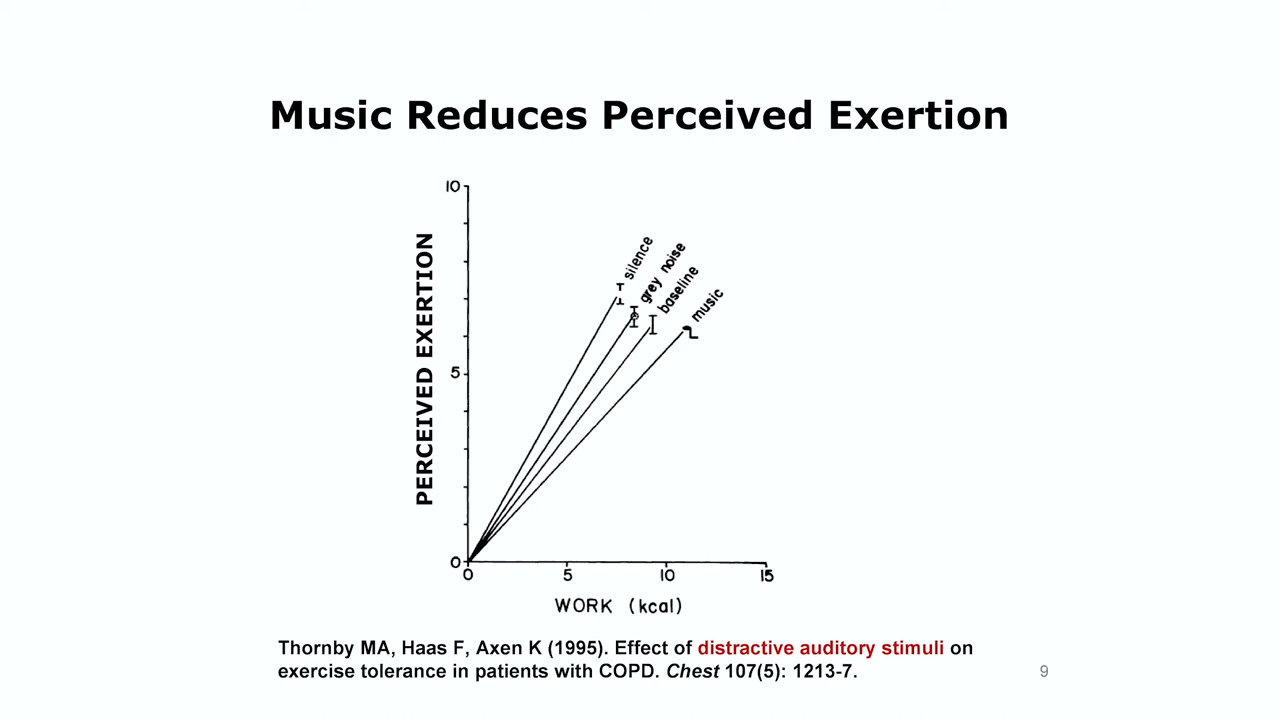 Music Reduces Perceived Exertion
10
5
0
PERCEIVED EXERTION
silence
grey noise
baseline
music
0
5
10
15
WORK (kcal)
Thornby MA, Haas F, Axen K (1995). Effect of distractive auditory stimuli on
exercise tolerance in patients with COPD. Chest 107(5): 1213-7.
9